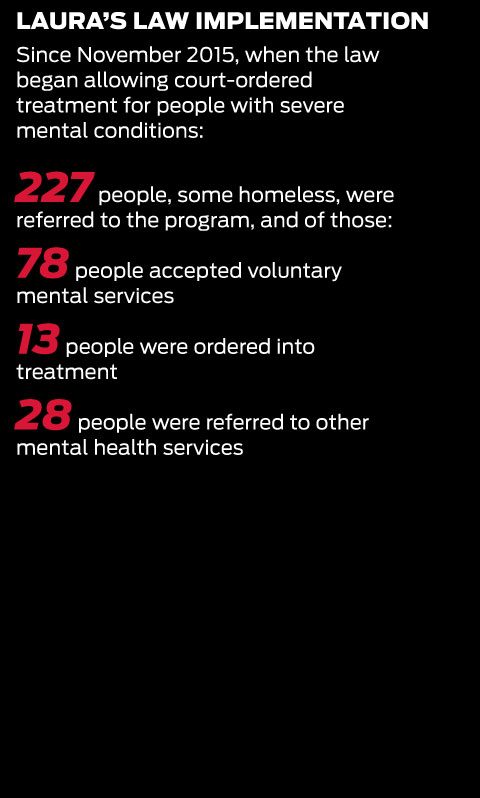 LAURA'S LAW IMPLEMENTATION
Since November 2015, when the law
began allowing court-ordered
treatment for people with severe
mental conditions:
227 people, some homeless, were
referred to the program, and of those:
78 people accepted voluntary
mental services
13 people were ordered into
treatment
28 people were referred to other
mental health services